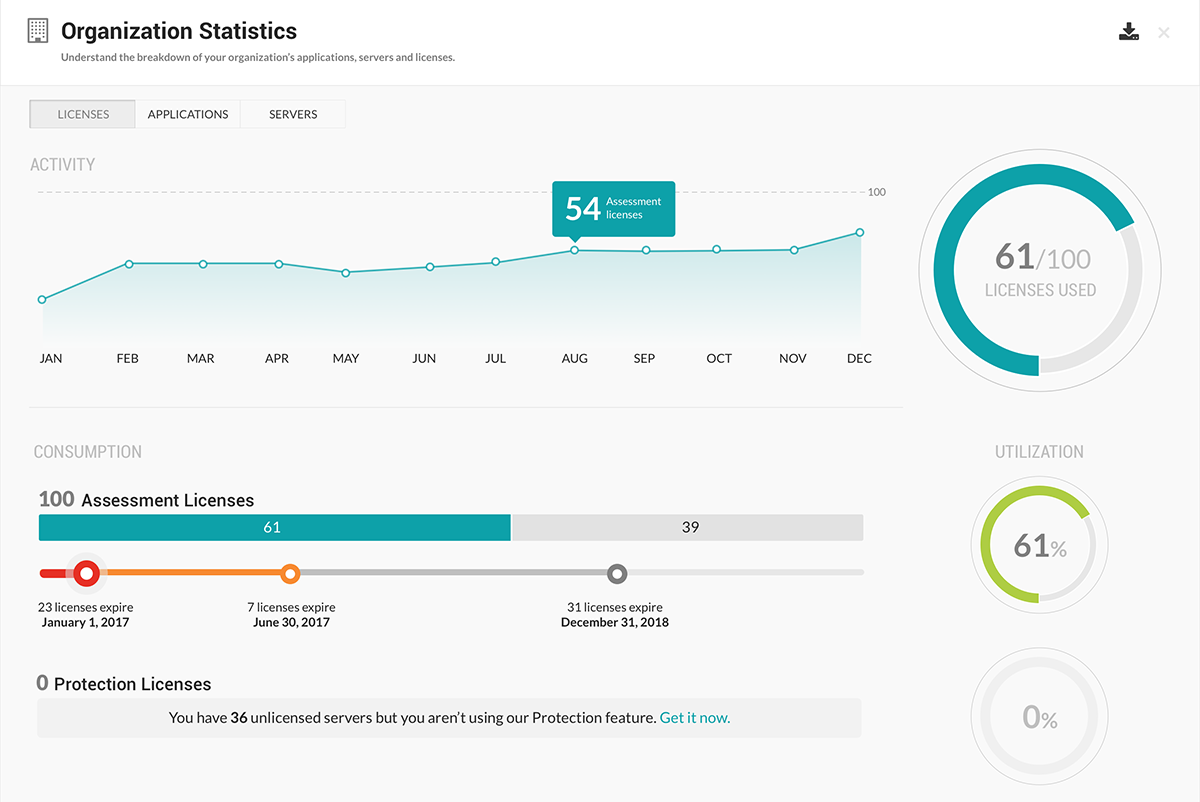 Organization Statistics
Understand the breakdown of your organization's applications, servers and licenses.
LICENSES
APPLICATIONS
SERVERS
ACTIVITY
100
54 Assessment
licenses
JAN
FEB
MAR
APR
MAY
JUN
JUL
AUG
SEP
OCT
NOV
DEC
61/100
LICENSES USED
CONSUMPTION
100 Assessment Licenses
61
39
23 licenses expire
January 1, 2017
7 licenses expire
June 30, 2017
31 licenses expire
December 31, 2018
0 Protection Licenses
You have 36 unlicensed servers but you aren't using our Protection feature. Get it now.
UTILIZATION
61%
0%